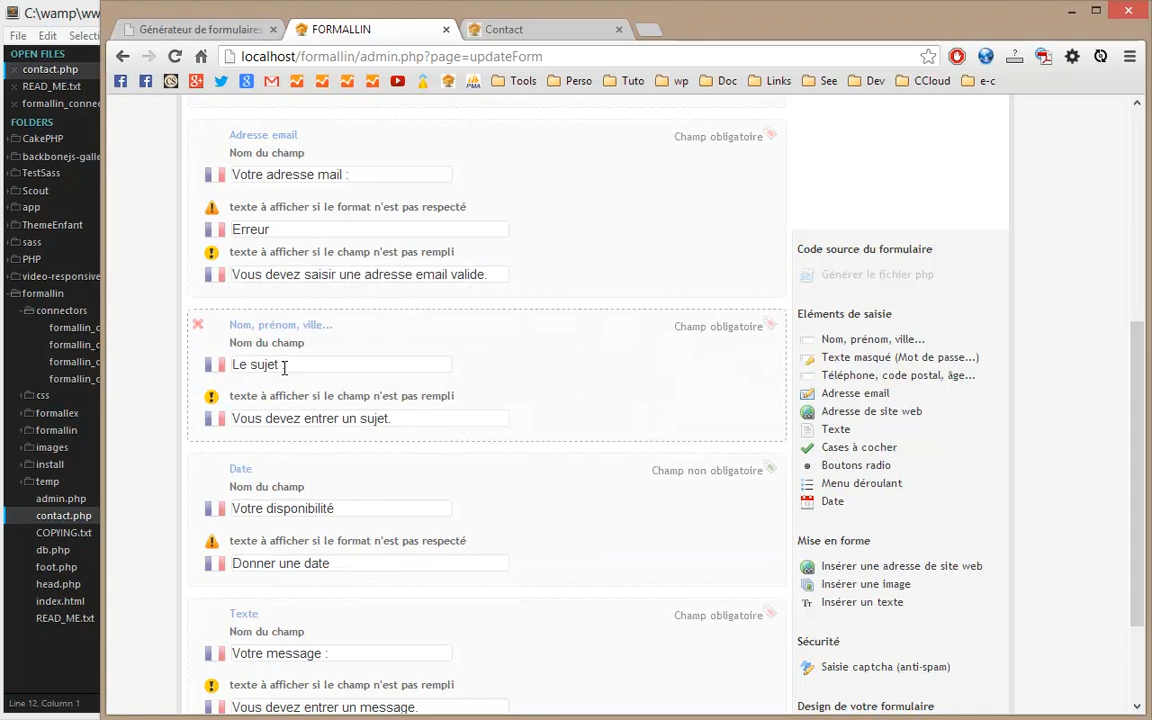 C:\wamp\ww
File Edit Selecti
OPEN FILES
contact.php
READ_ME.txt
formallin_conne
FOLDERS
CakePHP
backbonejs-galle
TestSass
Scout
app
ThemeEnfant
sass
PHP
video-responsive
formallin
connectors
formallin_c
formallin_c
formallin_c
formallin_c
css
formallex
formallin
images
install
temp
admin.php
contact.php
COPYING.txt
db.php
foot.php
head.php
index.html
READ_ME.txt
Line 12, Column 1
Générateur de formulaires
FORMALLIN
Contact
localhost/formallin/admin.php?page=updateForm
Tools Perso Tuto wp Doc Links See Dev CCloud e-c
Adresse email
Champ obligatoire
Nom du champ
Votre adresse mail :
texte à afficher si le format n'est pas respecté
Erreur
texte à afficher si le champ n'est pas rempli
Vous devez saisir une adresse email valide.
Nom, prénom, ville...
Champ obligatoire
Nom du champ
Le sujet
texte à afficher si le champ n'est pas rempli
Vous devez entrer un sujet.
Date
Champ non obligatoire
Nom du champ
Votre disponibilité
texte à afficher si le format n'est pas respecté
Donner une date
Texte
Champ obligatoire
Nom du champ
Votre message :
texte à afficher si le champ n'est pas rempli
Vous devez entrer un message.
Code source du formulaire
Générer le fichier php
Eléments de saisie
Nom, prénom, ville...
Texte masqué (Mot de passe...)
Téléphone, code postal, âge...
Adresse email
Adresse de site web
Texte
Cases à cocher
Boutons radio
Menu déroulant
Date
Mise en forme
Insérer une adresse de site web
Insérer une image
Insérer un texte
Sécurité
Saisie captcha (anti-spam)
Design de votre formulaire